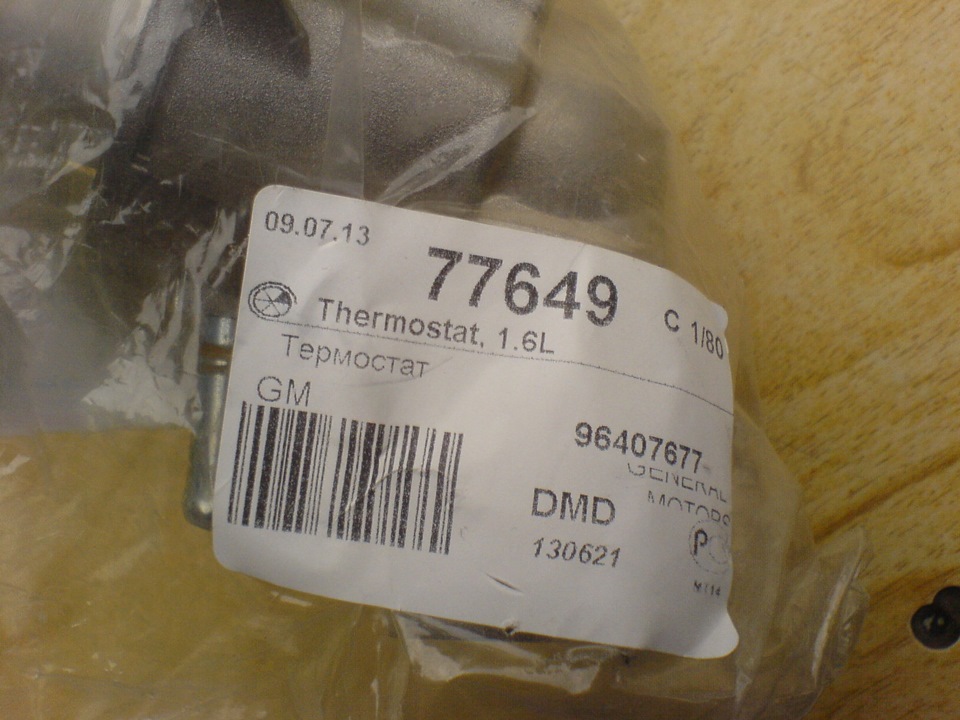 09.07.13
77649
C 1/80
Thermostat, 1.6L
Термостат
GM
96407677
GENERAL
MOTORS
DMD
130621